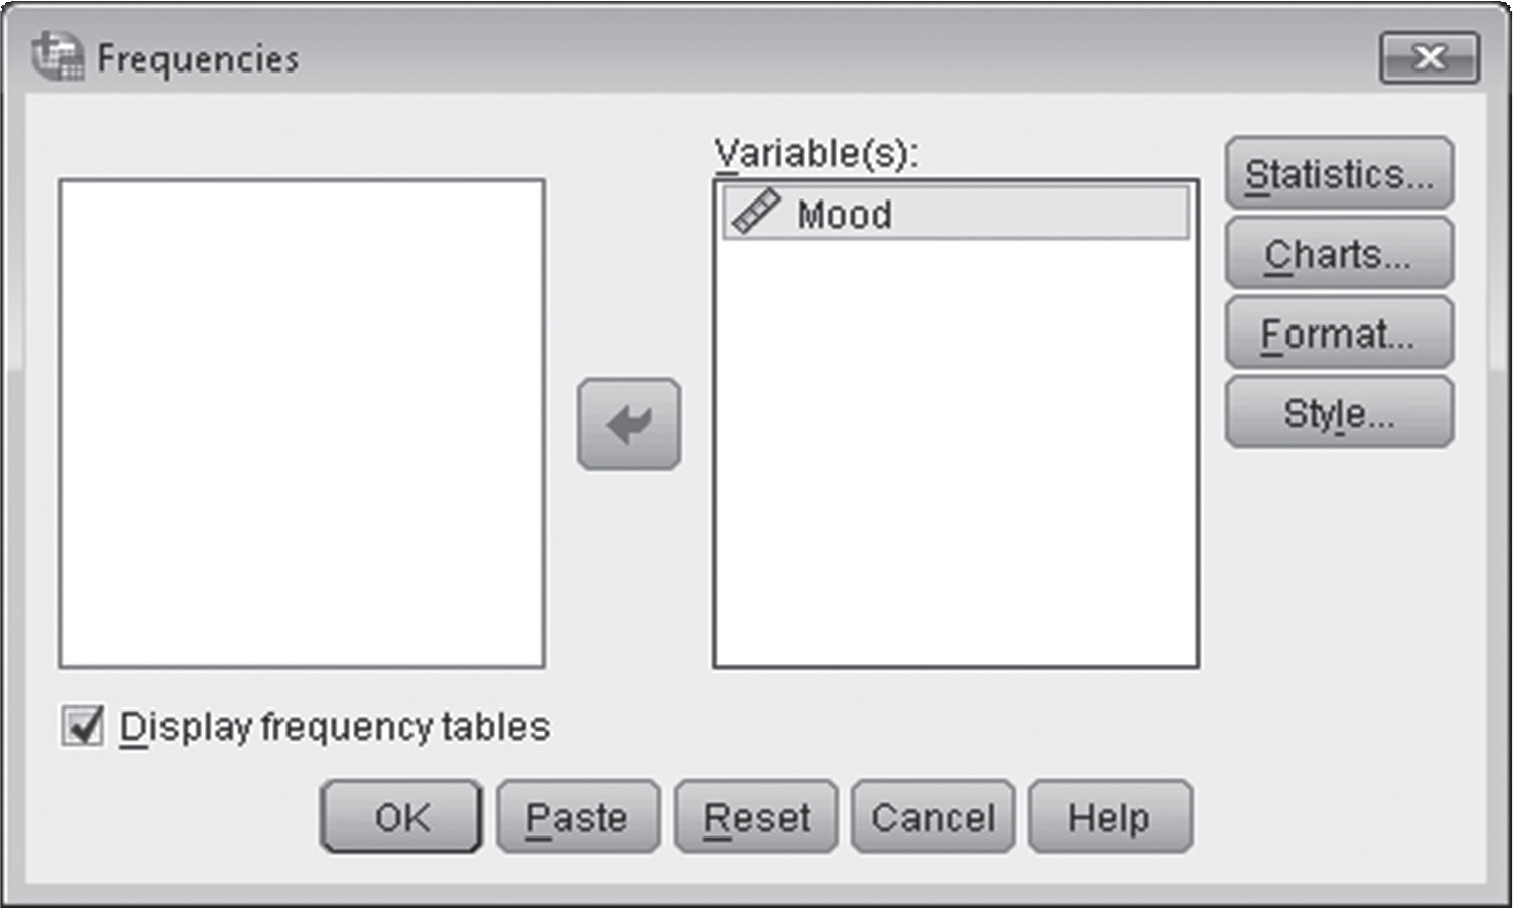 Frequencies
Variable(s):
Mood
Statistics...
Charts...
Format...
Style...
Display frequency tables
OK
Paste
Reset
Cancel
Help